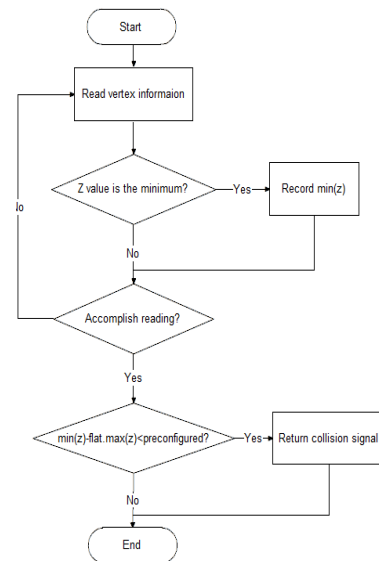 Start
Read vertex informaion
Z value is the minimum?
Yes
Record min(z)
No
lo
Accomplish reading?
Yes
min(z)-flat.max(z)<preconfigured?
Yes
Return collision signal
No
End